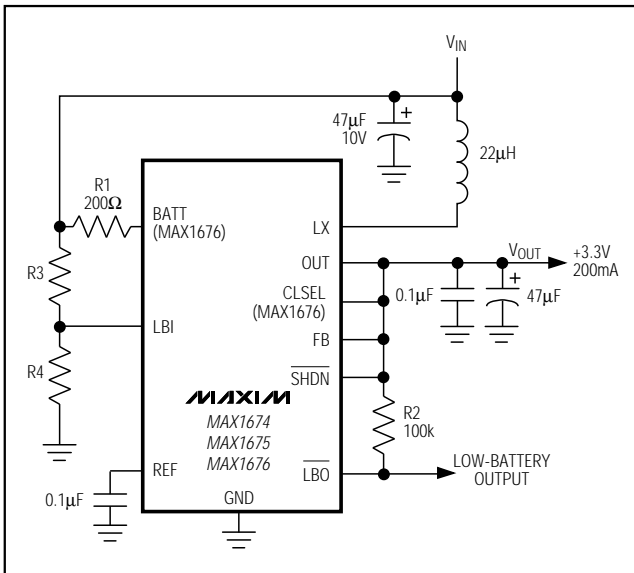 VIN
47µF
10V
22µH
R1
200Ω
BATT
(MAX1676)
LX
OUT
VOUT
+3.3V
200mA
R3
CLSEL
(MAX1676)
0.1µF
47µF
LBI
FB
R4
SHDN
MAXIM
MAX1674
MAX1675
MAX1676
R2
100k
REF
LBO
LOW-BATTERY
OUTPUT
0.1µF
GND